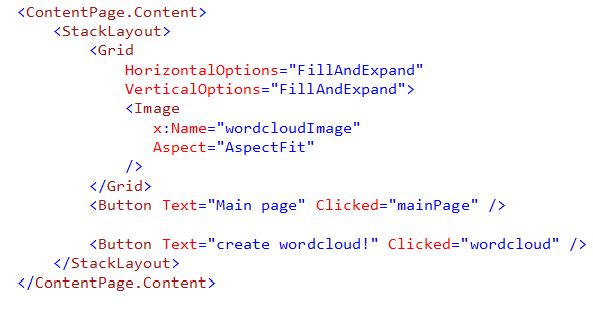 <ContentPage.Content>
    <StackLayout>
        <Grid
            HorizontalOptions="FillAndExpand"
            VerticalOptions="FillAndExpand">
            <Image
               x:Name="wordcloudImage"
               Aspect="AspectFit"
            />
        </Grid>
        <Button Text="Main page" Clicked="mainPage" />

        <Button Text="create wordcloud!" Clicked="wordcloud" />
    </StackLayout>
</ContentPage.Content>